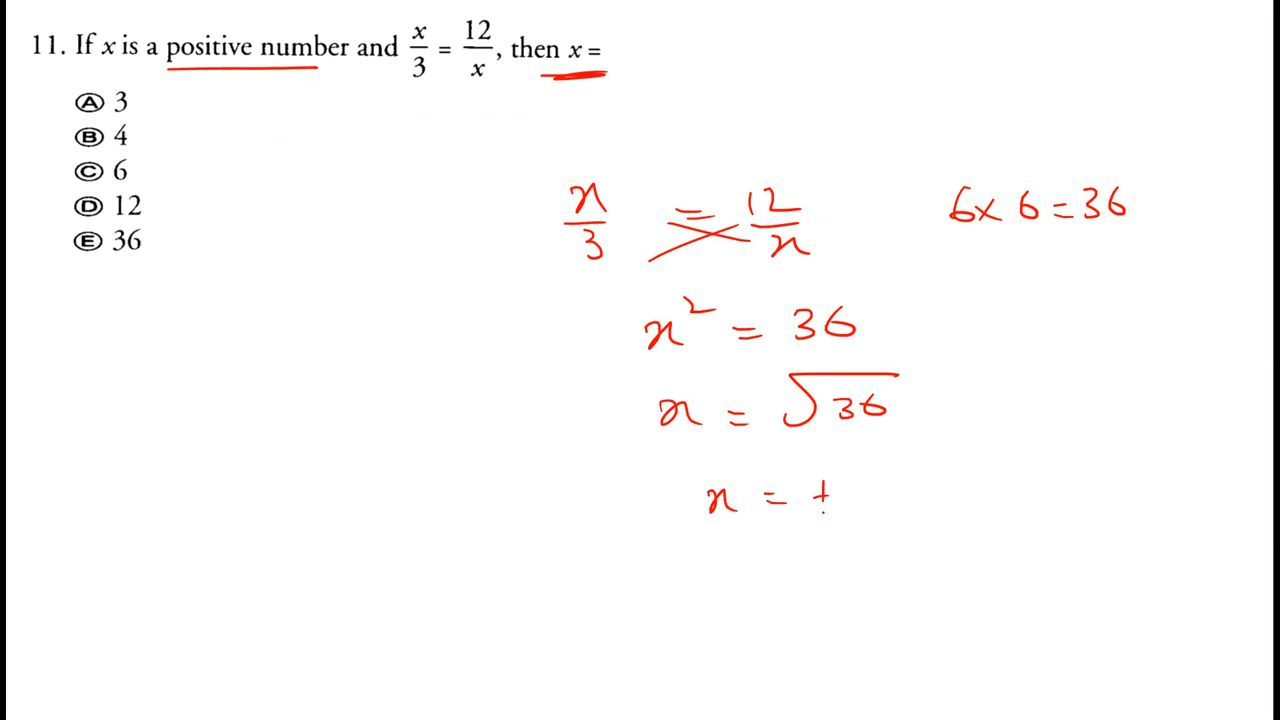 11. If x is a positive number and x/3 = 12/x, then x =
A 3
B 4
C 6
D 12
E 36
x/3 = 12/x
6 x 6 = 36
x² = 36
x = √36
x = +